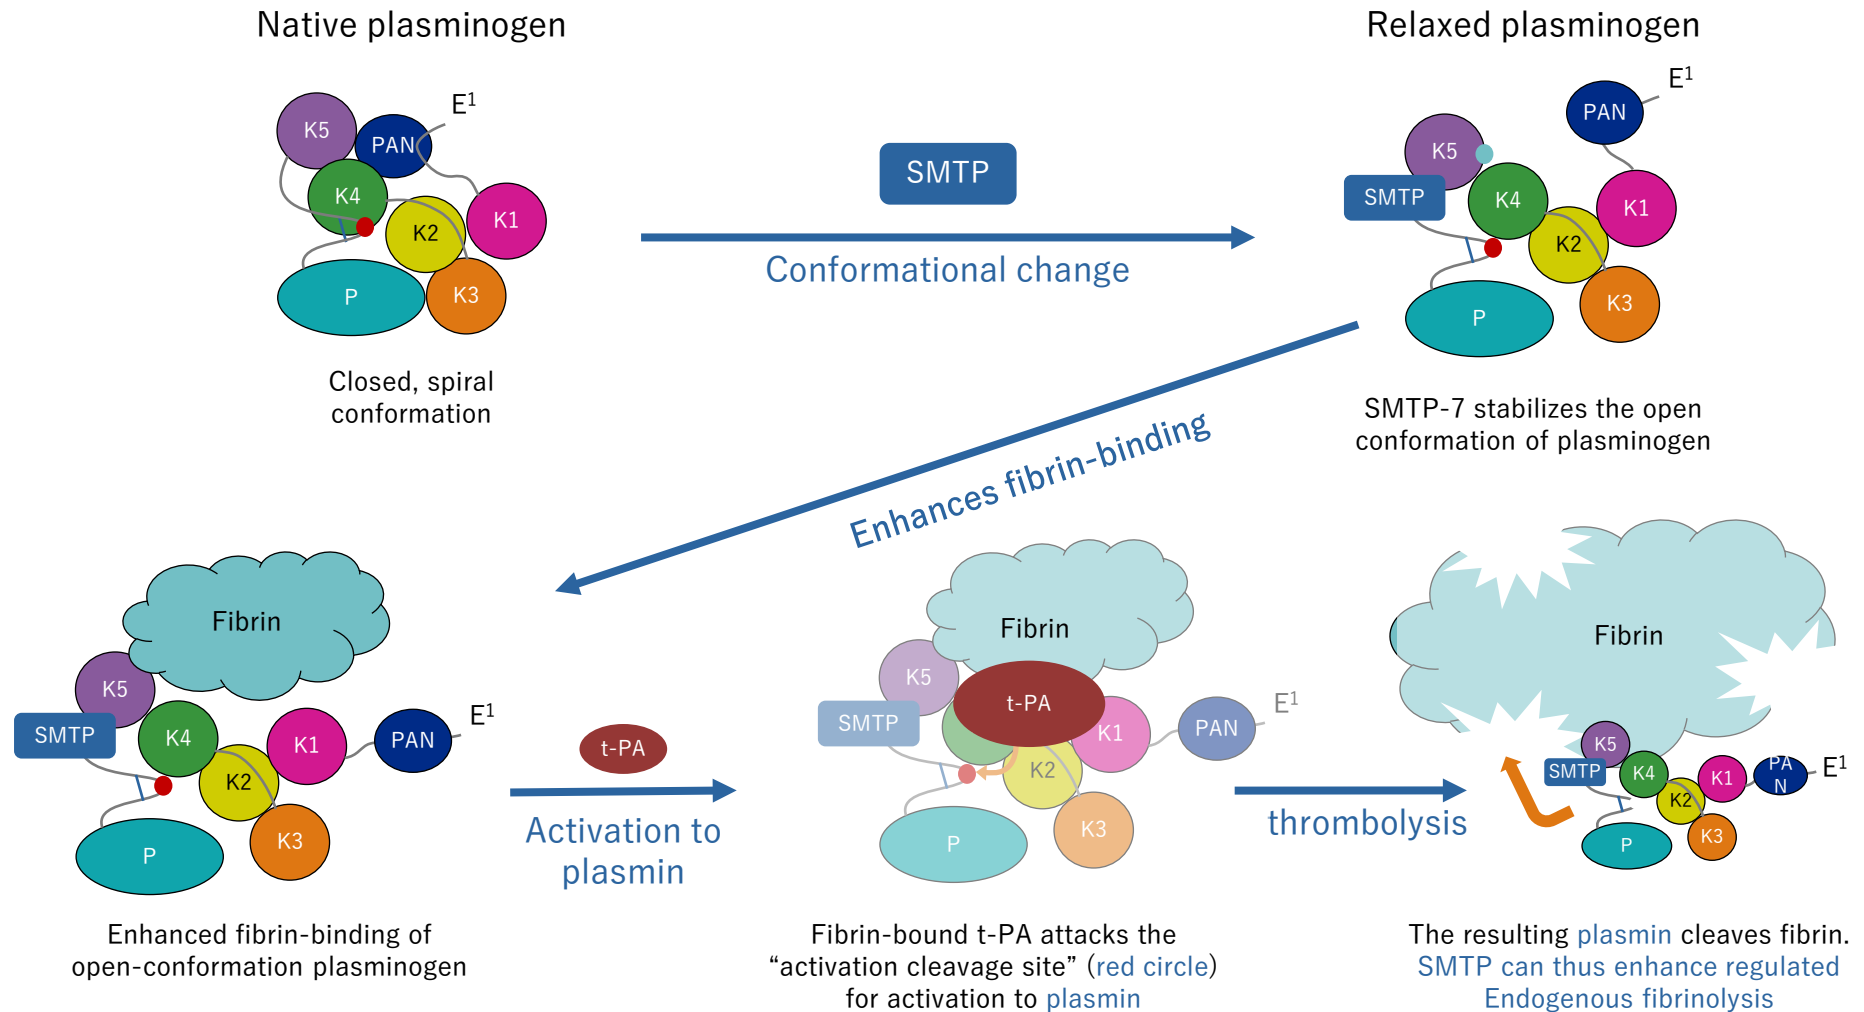 Native plasminogen
Relaxed plasminogen
K5
PAN
E1
K4
K2
K1
P
K3
Closed, spiral
conformation
SMTP
Conformational change
PAN
E1
K5
SMTP
K4
K1
K2
K3
P
SMTP-7 stabilizes the open
conformation of plasminogen
Enhances fibrin-binding
Fibrin
K5
SMTP
K4
K1
PAN
E1
K2
K3
P
Enhanced fibrin-binding of
open-conformation plasminogen
t-PA
Activation to
plasmin
Fibrin
K5
t-PA
SMTP
K1
PAN
E1
K2
K3
P
Fibrin-bound t-PA attacks the
“activation cleavage site” (red circle)
for activation to plasmin
thrombolysis
Fibrin
K5
SMTP
K4
K1
PA
N
E1
K2
K3
P
The resulting plasmin cleaves fibrin.
SMTP can thus enhance regulated
Endogenous fibrinolysis